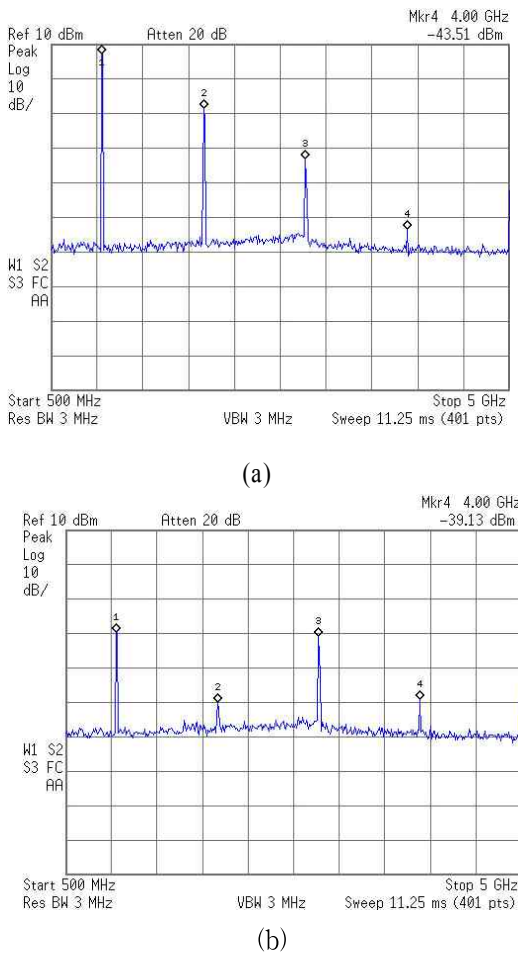 Mkr4 4.00 GHz
Ref 10 dBm Atten 20 dB -43.51 dBm
Peak
Log
10
dB/
1
2
3
4
W1 S2
S3 FC
AA
Start 500 MHz Stop 5 GHz
Res BW 3 MHz VBW 3 MHz Sweep 11.25 ms (401 pts)
(a)
Mkr4 4.00 GHz
Ref 10 dBm Atten 20 dB -39.13 dBm
Peak
Log
10
dB/
1
2
3
4
W1 S2
S3 FC
AA
Start 500 MHz Stop 5 GHz
Res BW 3 MHz VBW 3 MHz Sweep 11.25 ms (401 pts)
(b)